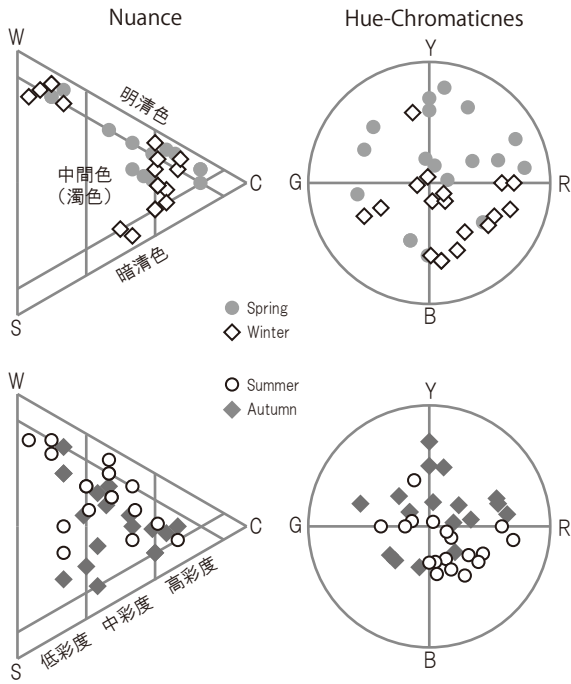 Nuance
Hue-Chromaticnes
W
Y
明清色
中間色
（濁色）
C
G
R
暗清色
S
B
Spring
Winter
Summer
Autumn
W
Y
C
G
R
高彩度
中彩度
低彩度
S
B